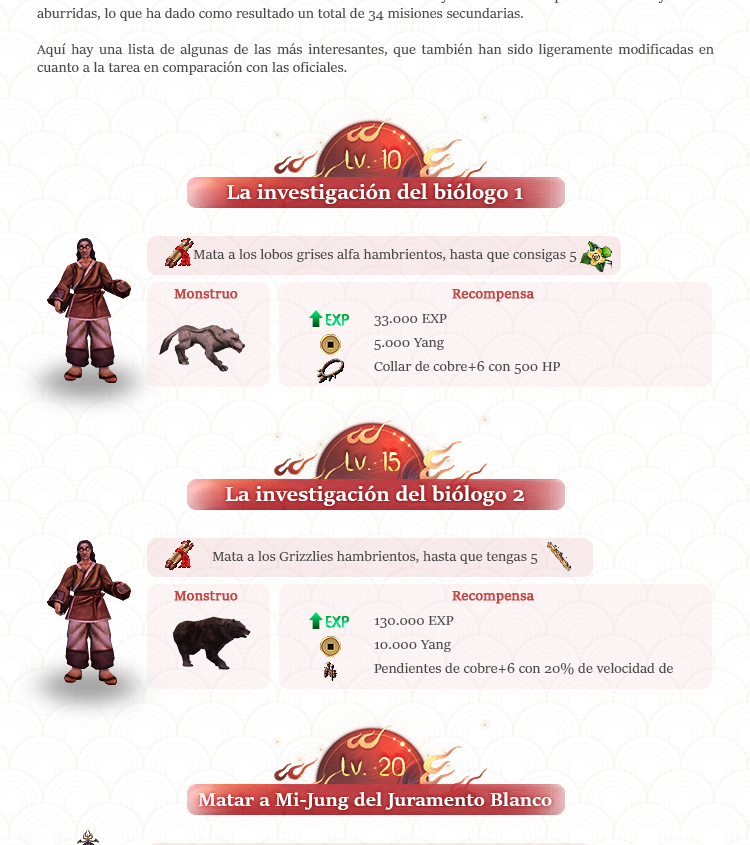 aburridas, lo que ha dado como resultado un total de 34 misiones secundarias.
Aquí hay una lista de algunas de las más interesantes, que también han sido ligeramente modificadas en
cuanto a la tarea en comparación con las oficiales.
Lv. 10
La investigación del biólogo 1
Mata a los lobos grises alfa hambrientos, hasta que consigas 5
Monstruo
Recompensa
EXP 33.000 EXP
5.000 Yang
Collar de cobre+6 con 500 HP
Lv. 15
La investigación del biólogo 2
Mata a los Grizzlies hambrientos, hasta que tengas 5
Monstruo
Recompensa
EXP 130.000 EXP
10.000 Yang
Pendientes de cobre+6 con 20% de velocidad de
Lv. 20
Matar a Mi-Jung del Juramento Blanco